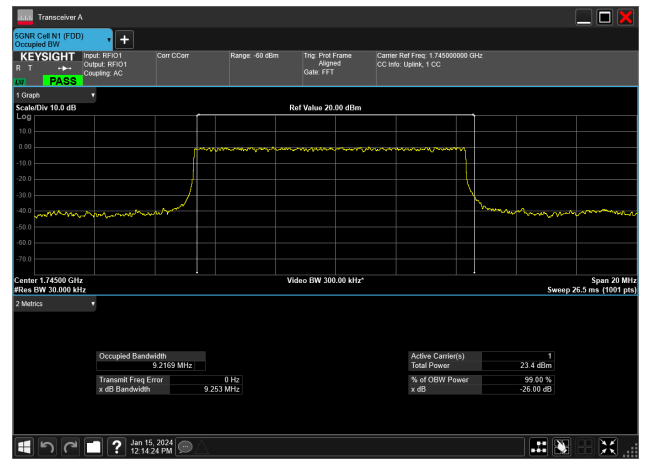 Transceiver A
5GNR Cell N1 (FDD)
Occupied BW
KEYSIGHT
R T
LW
PASS
Input: RFIO1
Output: RFIO1
Coupling: AC
Corr CCorr
Range: -60 dBm
Trig: Prot Frame
Aligned
Gate: FFT
Carrier Ref Freq: 1.745000000 GHz
CC Info: Uplink, 1 CC
1 Graph
Scale/Div 10.0 dB
Ref Value 20.00 dBm
Log
10.0
0.00
-10.0
-20.0
-30.0
-40.0
-50.0
-60.0
-70.0
Center 1.74500 GHz
Video BW 300.00 kHz*
Span 20 MHz
#Res BW 30.000 kHz
Sweep 26.5 ms (1001 pts)
2 Metrics
Occupied Bandwidth
9.2169 MHz
Active Carrier(s) 1
Total Power 23.4 dBm
Transmit Freq Error 0 Hz
x dB Bandwidth 9.253 MHz
% of OBW Power 99.00 %
x dB -26.00 dB
?
Jan 15, 2024
12:14:24 PM